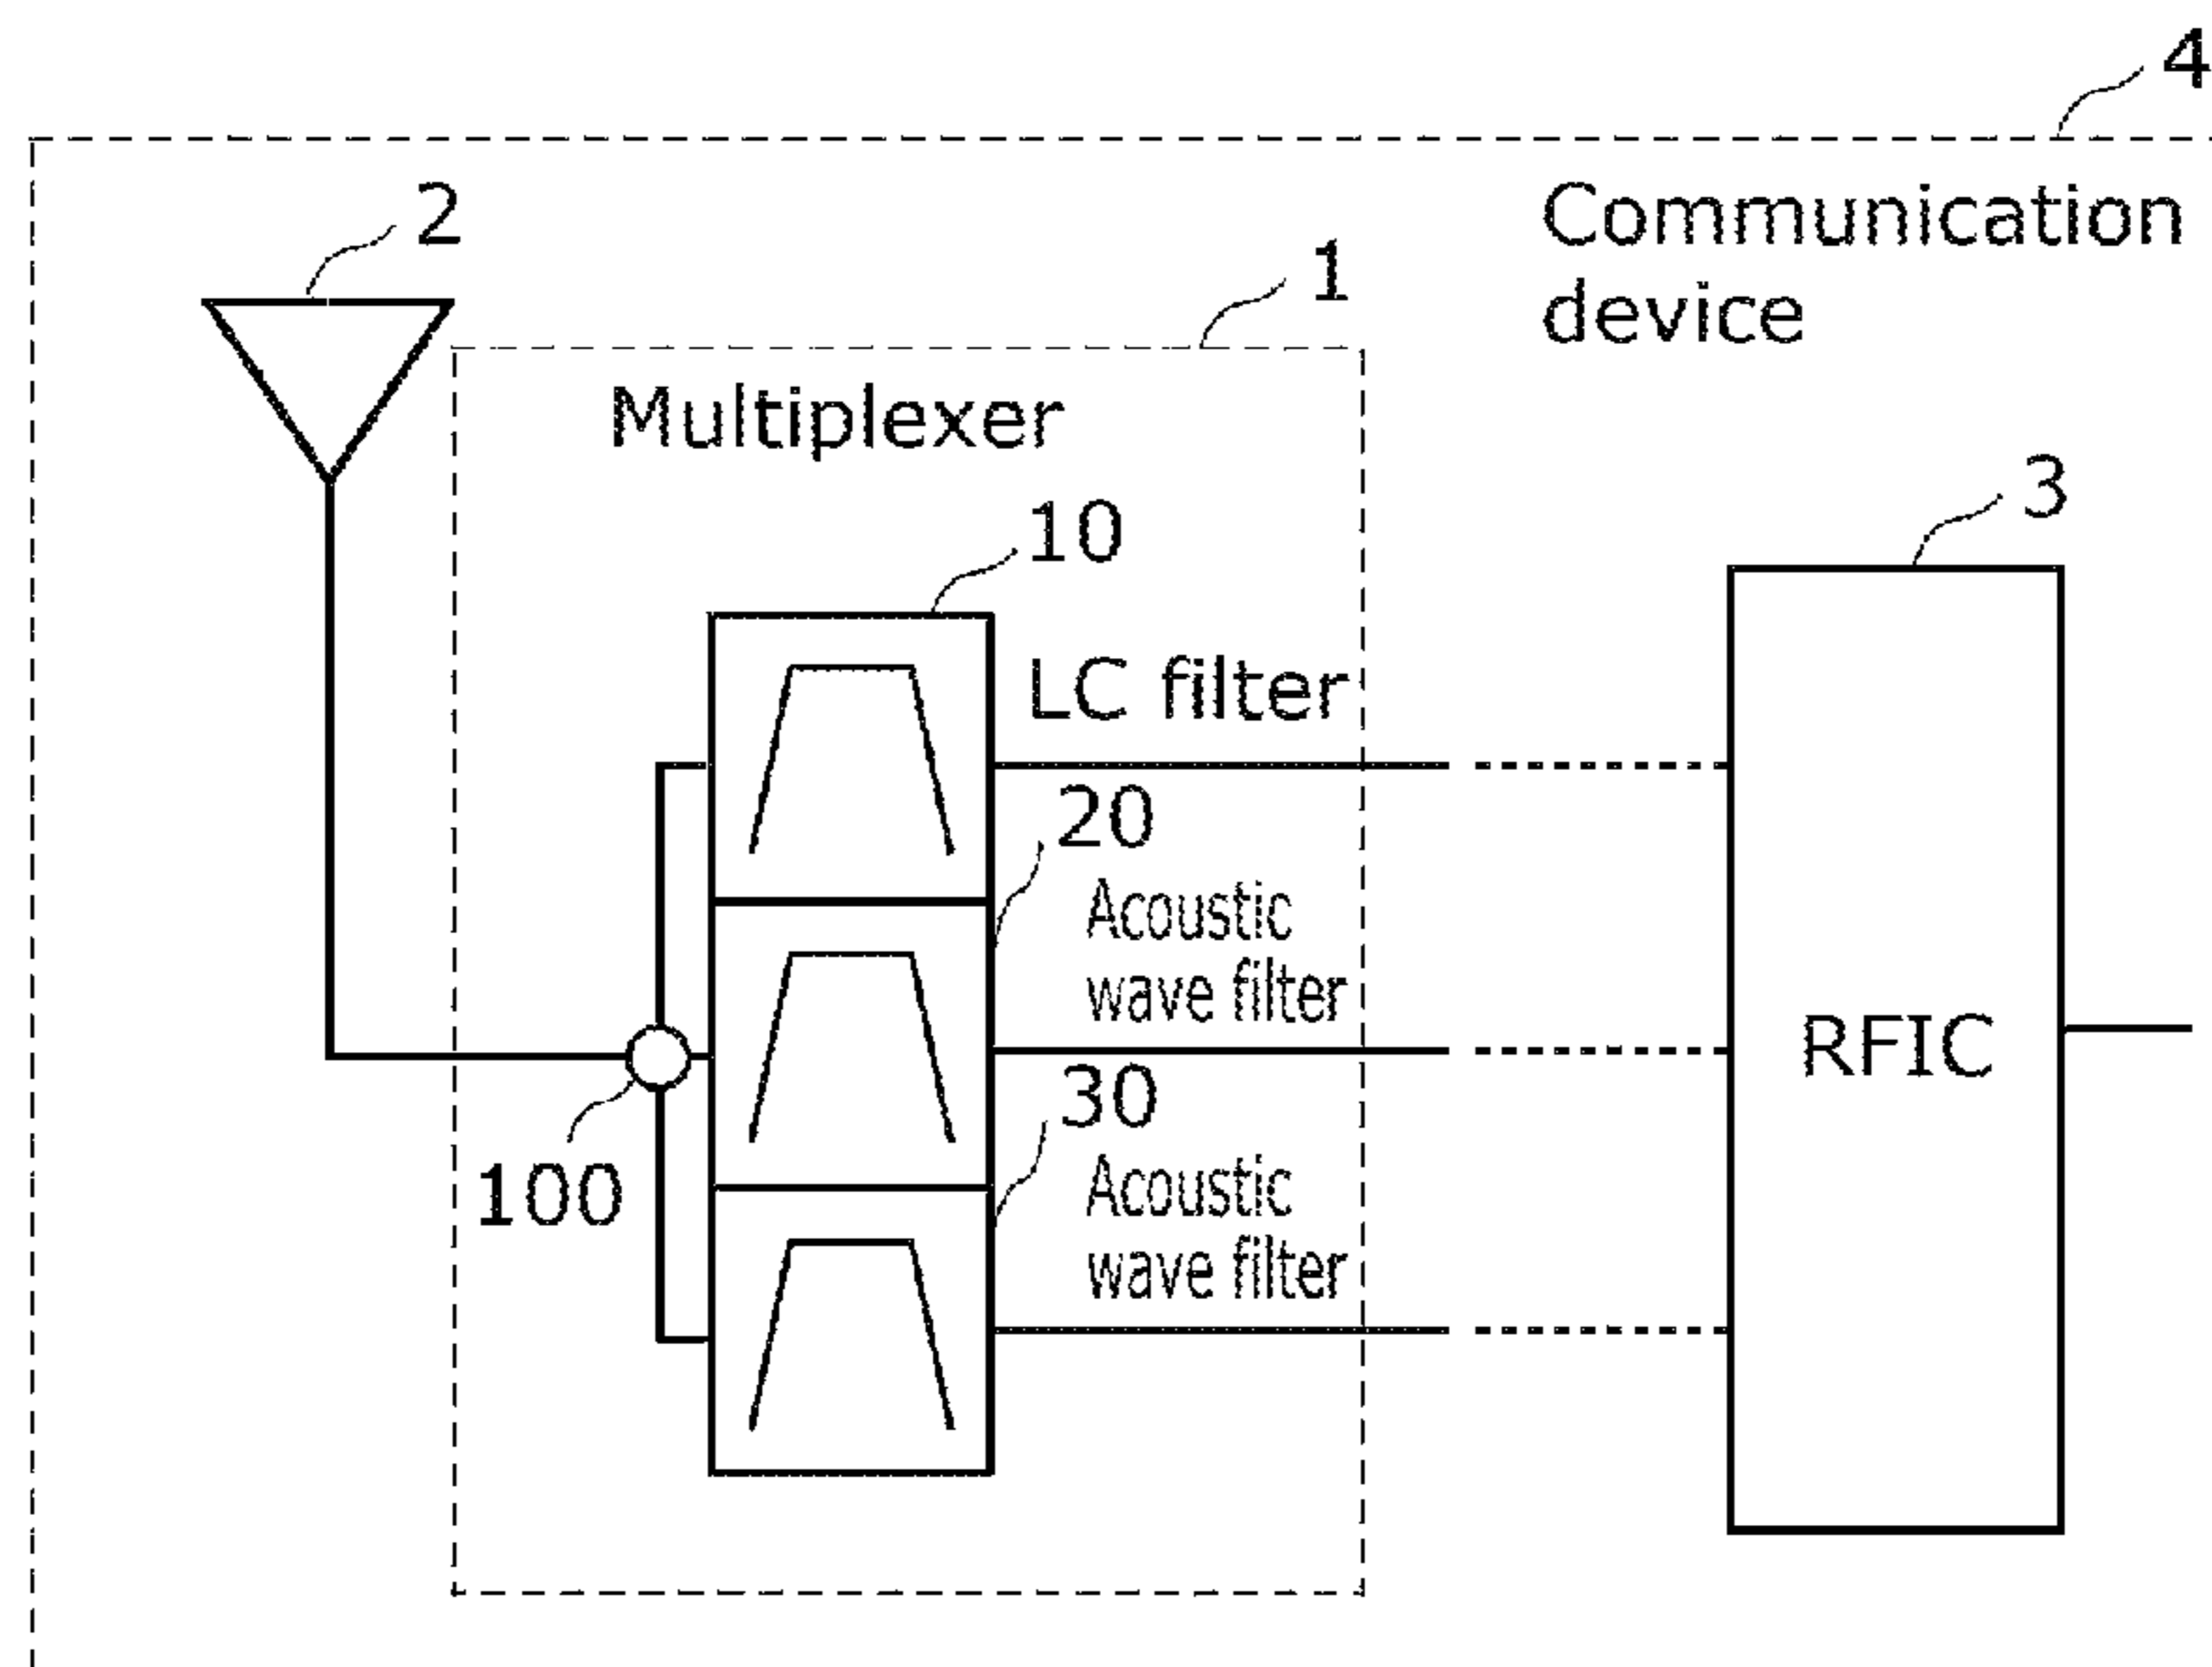 4
2
Communication
device
1
Multiplexer
3
10
LC filter
20
Acoustic
wave filter
RFIC
30
100
Acoustic
wave filter